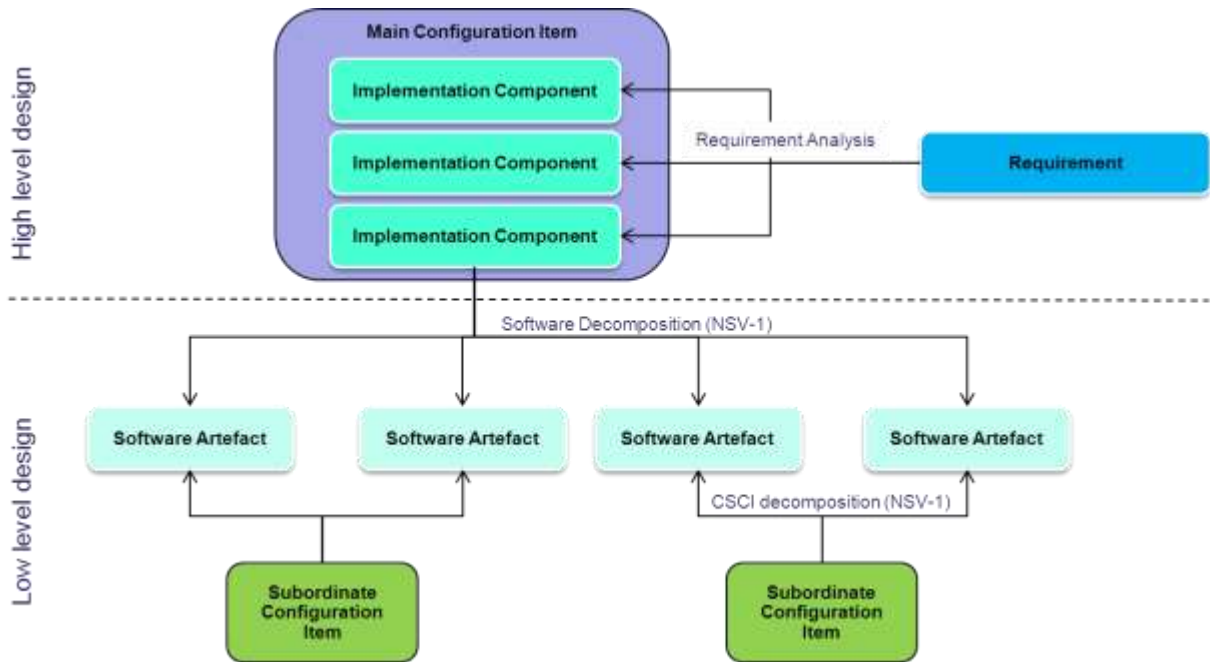 High level design
Main Configuration Item
Implementation Component
Implementation Component
Implementation Component
Requirement Analysis
Requirement
Low level design
Software Decomposition (NSV-1)
Software Artefact
Software Artefact
Software Artefact
Software Artefact
CSCI decomposition (NSV-1)
Subordinate
Configuration
Item
Subordinate
Configuration
Item